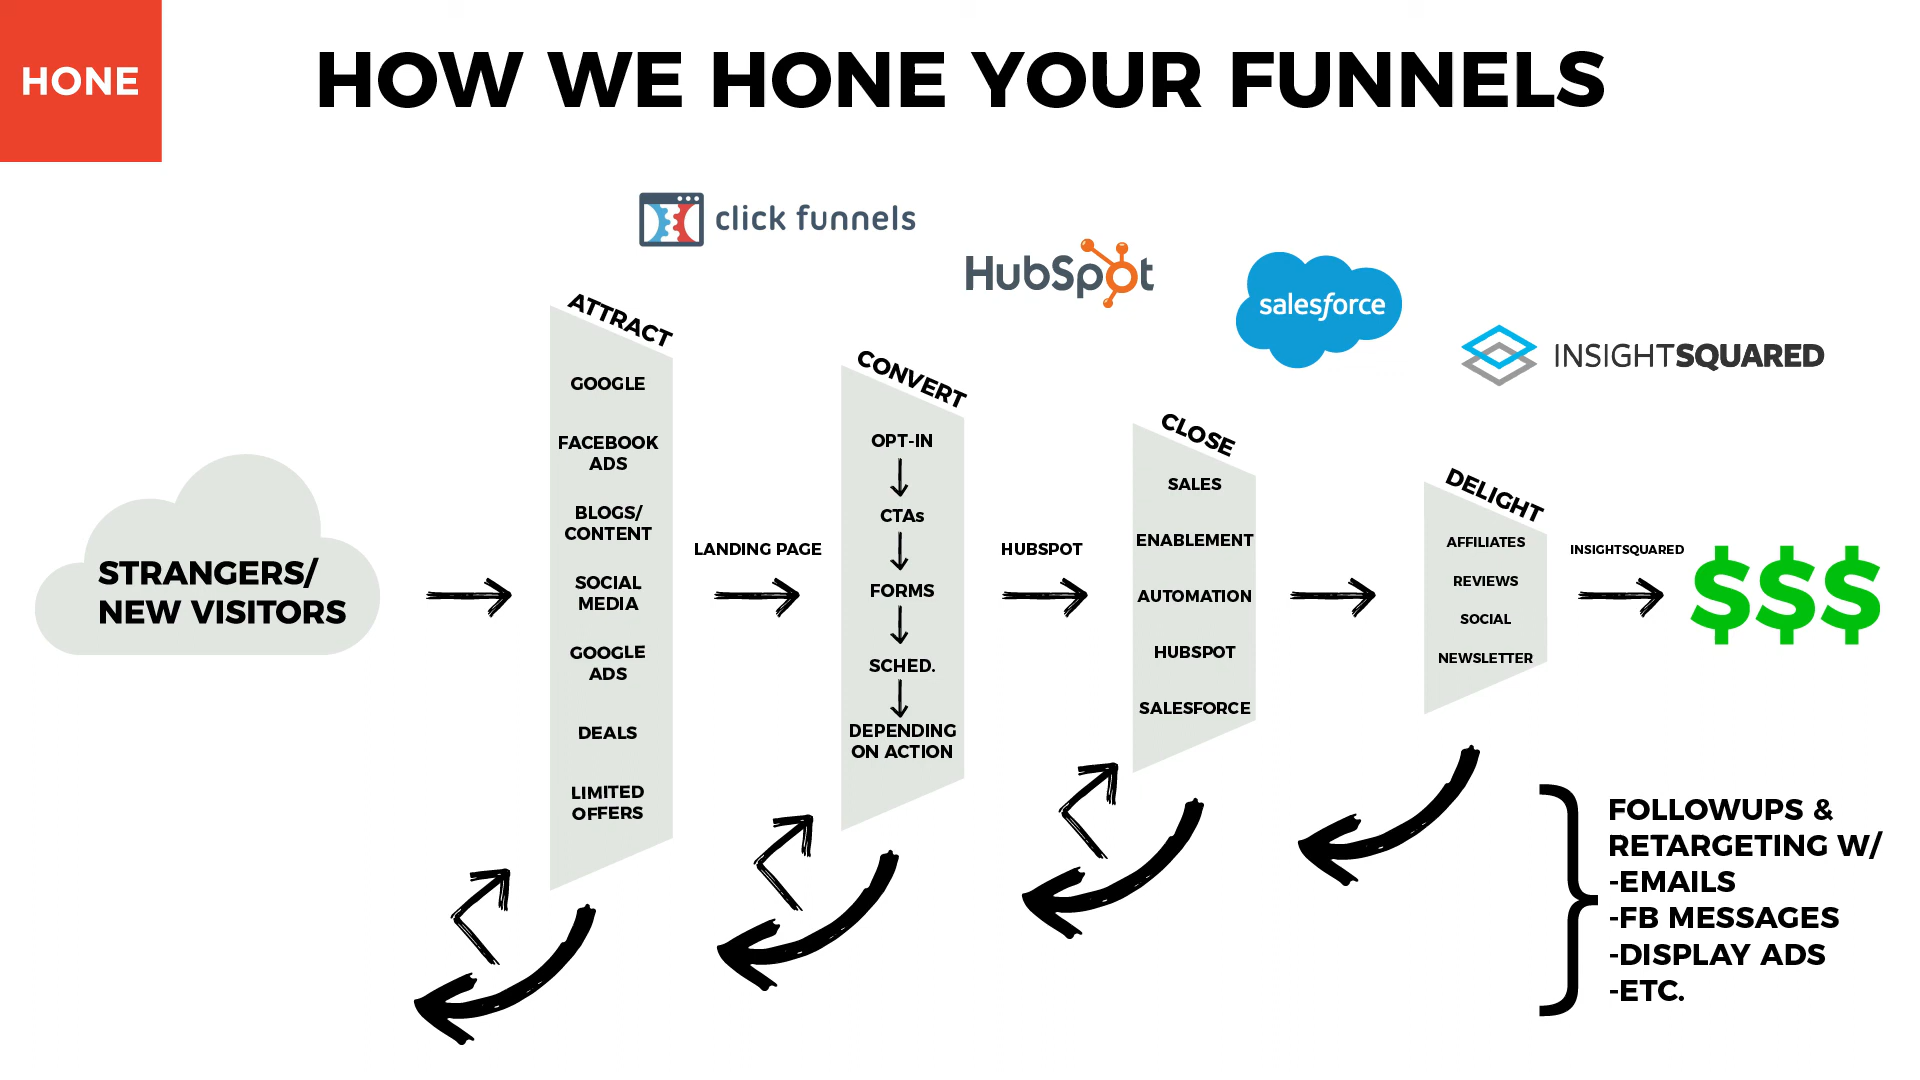 HONE
HOW WE HONE YOUR FUNNELS
click funnels
HubSpot
salesforce
INSIGHTSQUARED
STRANGERS/
NEW VISITORS
ATTRACT
GOOGLE
FACEBOOK
ADS
BLOGS/
CONTENT
SOCIAL
MEDIA
GOOGLE
ADS
DEALS
LIMITED
OFFERS
LANDING PAGE
CONVERT
OPT-IN
CTAs
FORMS
SCHED.
DEPENDING
ON ACTION
HUBSPOT
CLOSE
SALES
ENABLEMENT
AUTOMATION
HUBSPOT
SALESFORCE
DELIGHT
AFFILIATES
REVIEWS
SOCIAL
NEWSLETTER
INSIGHTSQUARED
$$$
FOLLOWUPS &
RETARGETING W/
-EMAILS
-FB MESSAGES
-DISPLAY ADS
-ETC.